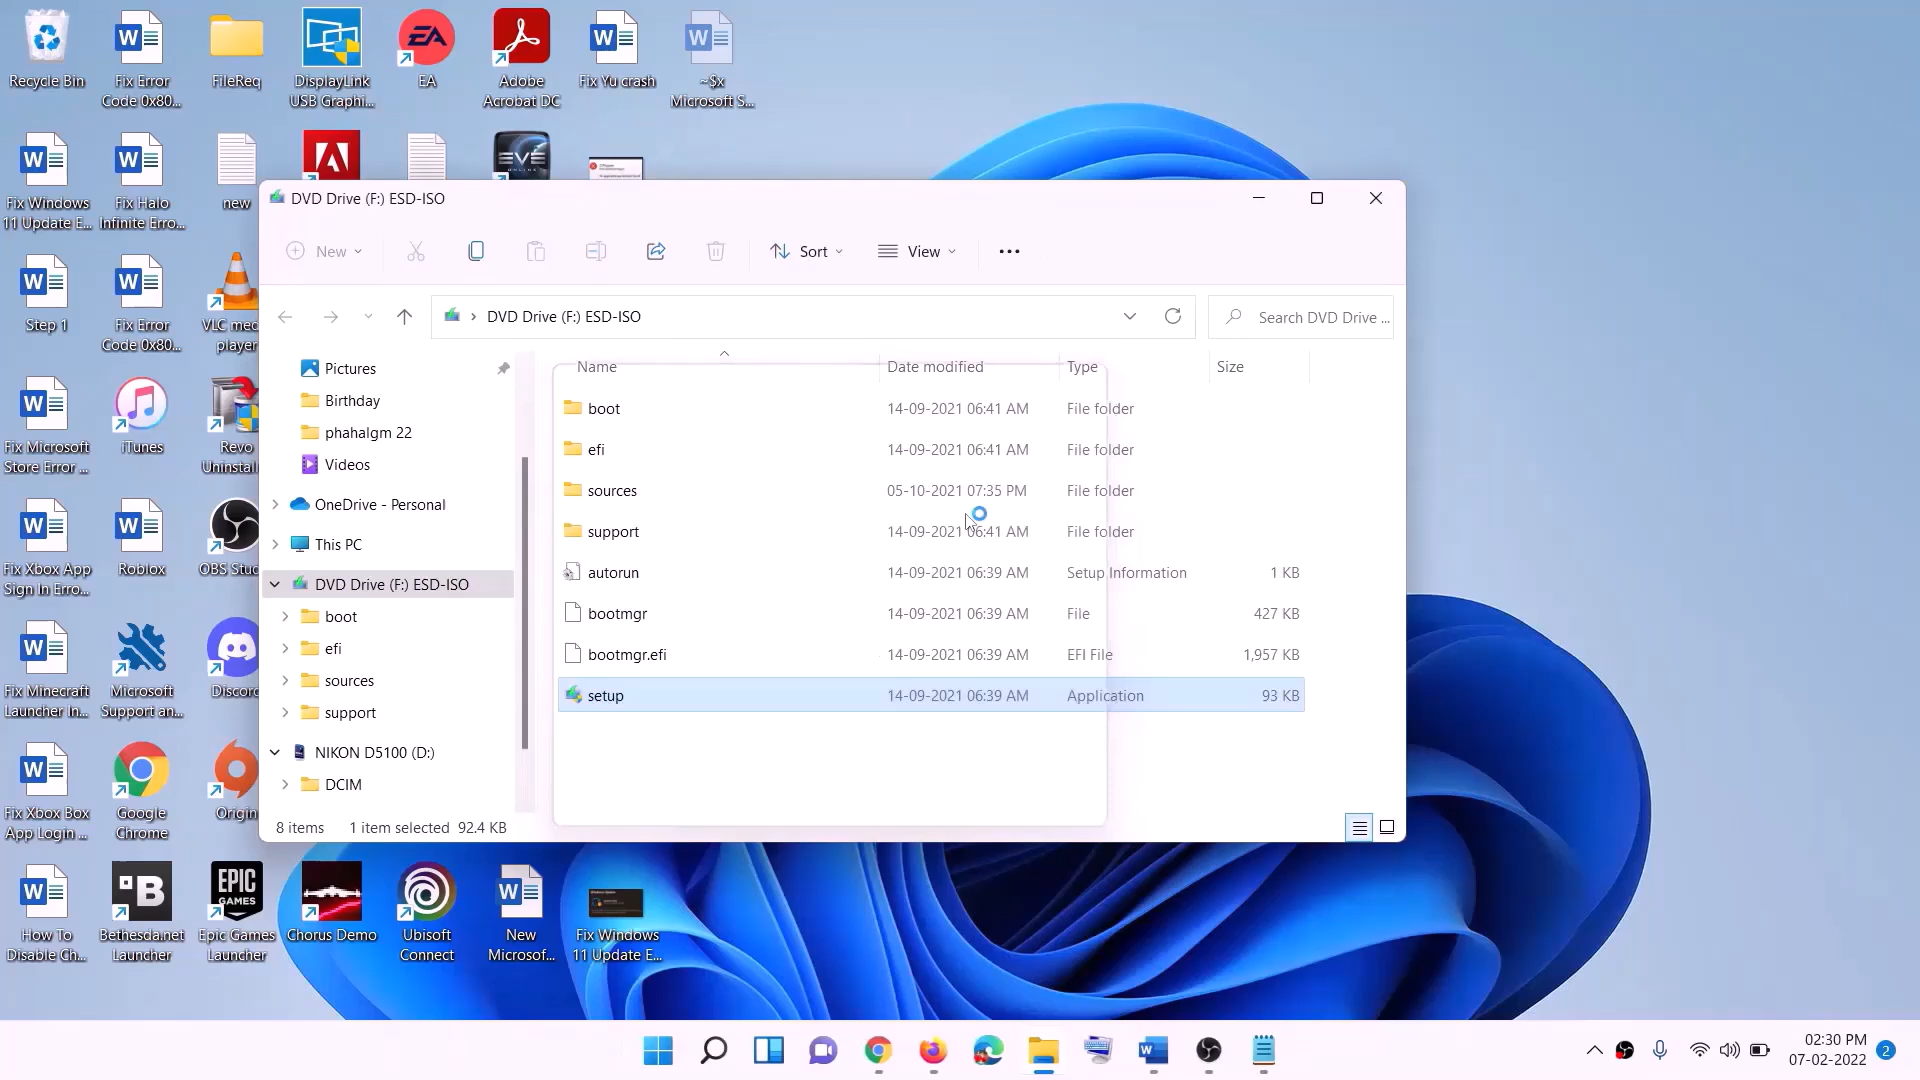 Recycle Bin
Fix Error
Code 0x80...
FileReq
DisplayLink
USB Graphi...
EA
EA
Adobe
Acrobat DC
Fix Yu crash
~$x
Microsoft S...
Fix Windows
11 Update E...
Fix Halo
Infinite Erro...
new
EVE
ONLINE
Step 1
Fix Error
Code 0x80...
VLC med
player
Fix Microsoft
Store Error ...
iTunes
Revo
Uninstall
Fix Xbox App
Sign In Erro...
Roblox
OBS Stud
Fix Minecraft
Launcher In...
Microsoft
Support an...
Discord
Fix Xbox Box
App Login ...
Google
Chrome
Origin
How To
Disable Ch...
Bethesda.net
Launcher
EPIC
GAMES
Epic Games
Launcher
Chorus Demo
Ubisoft
Connect
New
Microsof...
Fix Windows
11 Update E...
DVD Drive (F:) ESD-ISO
New
Sort
View
DVD Drive (F:) ESD-ISO
Search DVD Drive ...
Pictures
Birthday
phahalgm 22
Videos
OneDrive - Personal
This PC
DVD Drive (F:) ESD-ISO
boot
efi
sources
support
NIKON D5100 (D:)
DCIM
Name Date modified Type Size
boot 14-09-2021 06:41 AM File folder
efi 14-09-2021 06:41 AM File folder
sources 05-10-2021 07:35 PM File folder
support 14-09-2021 06:41 AM File folder
autorun 14-09-2021 06:39 AM Setup Information 1 KB
bootmgr 14-09-2021 06:39 AM File 427 KB
bootmgr.efi 14-09-2021 06:39 AM EFI File 1,957 KB
setup 14-09-2021 06:39 AM Application 93 KB
8 items 1 item selected 92.4 KB
02:30 PM
07-02-2022
2